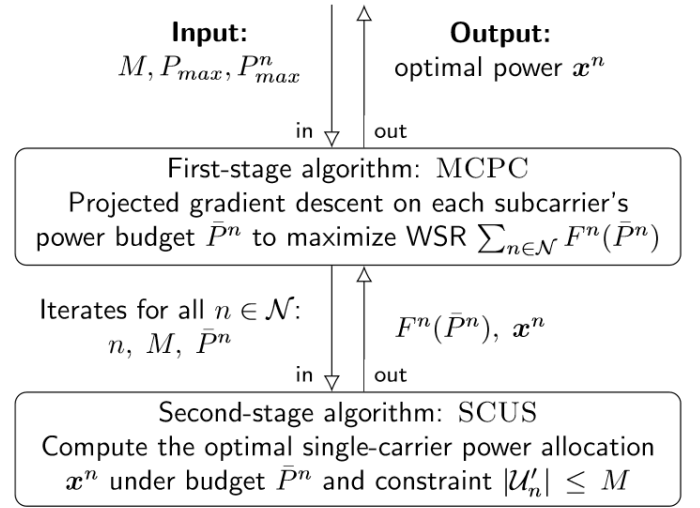 Input:
M, P_{max}, P^n_{max}
Output:
optimal power x^n
in
out
First-stage algorithm: MCPC
Projected gradient descent on each subcarrier's
power budget P̄^n to maximize WSR ∑_{n∈𝒩} F^n(P̄^n)
Iterates for all n ∈ 𝒩:
n, M, P̄^n
F^n(P̄^n), x^n
in
out
Second-stage algorithm: SCUS
Compute the optimal single-carrier power allocation
x^n under budget P̄^n and constraint |𝒰′_n| ≤ M